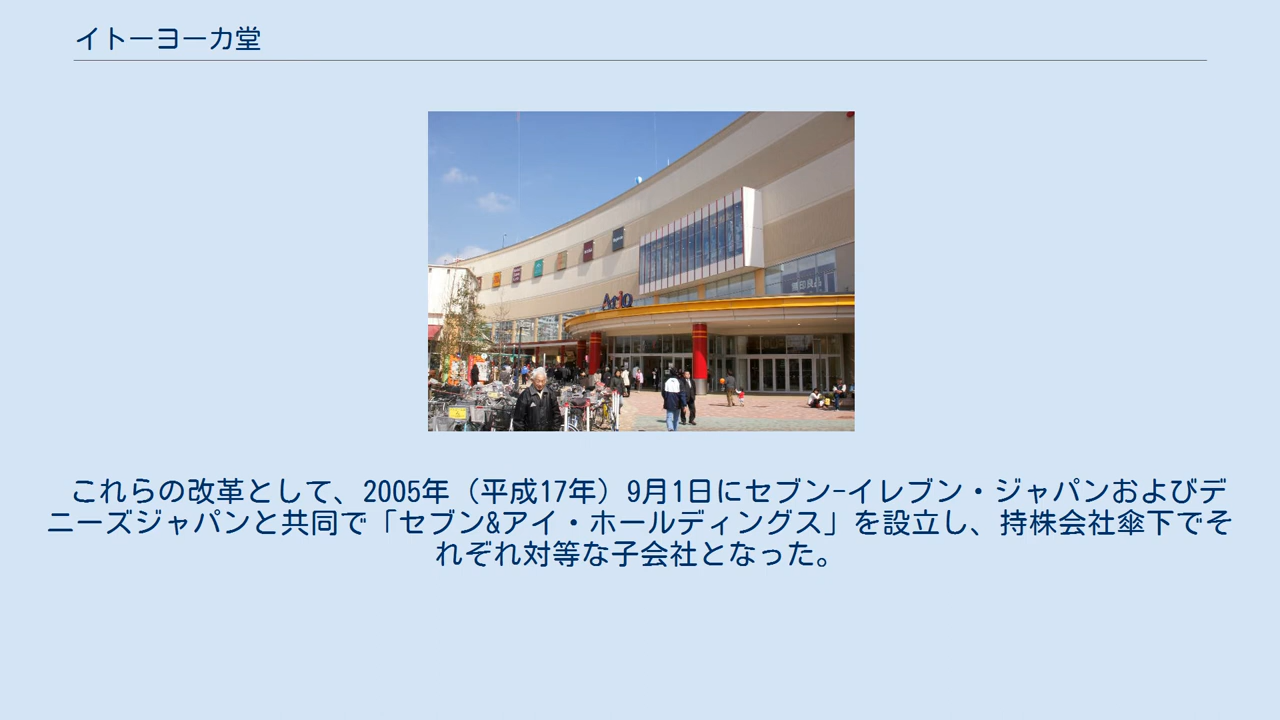 イトーヨーカ堂
Ario
無印良品
これらの改革として、2005年（平成17年）9月1日にセブン-イレブン・ジャパンおよびデ
ニーズジャパンと共同で「セブン&アイ・ホールディングス」を設立し、持株会社傘下でそ
れぞれ対等な子会社となった。